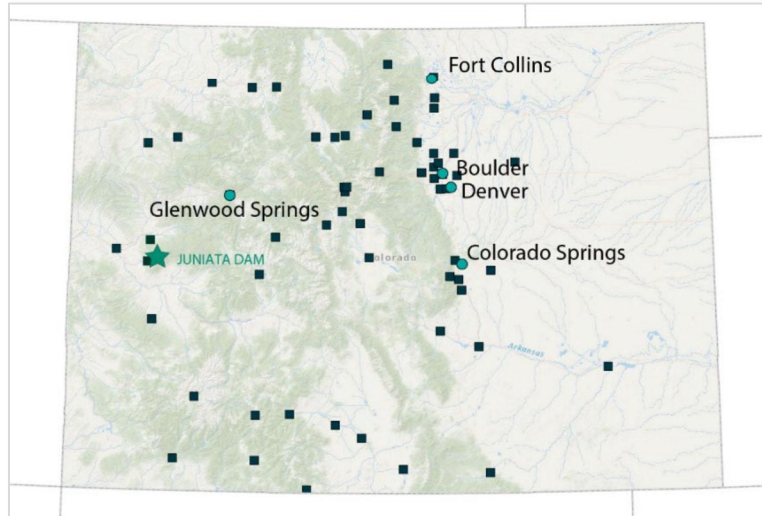 Fort Collins
Boulder
Denver
Glenwood Springs
Colorado Springs
JUNIATA DAM
Colorado
Arkansas